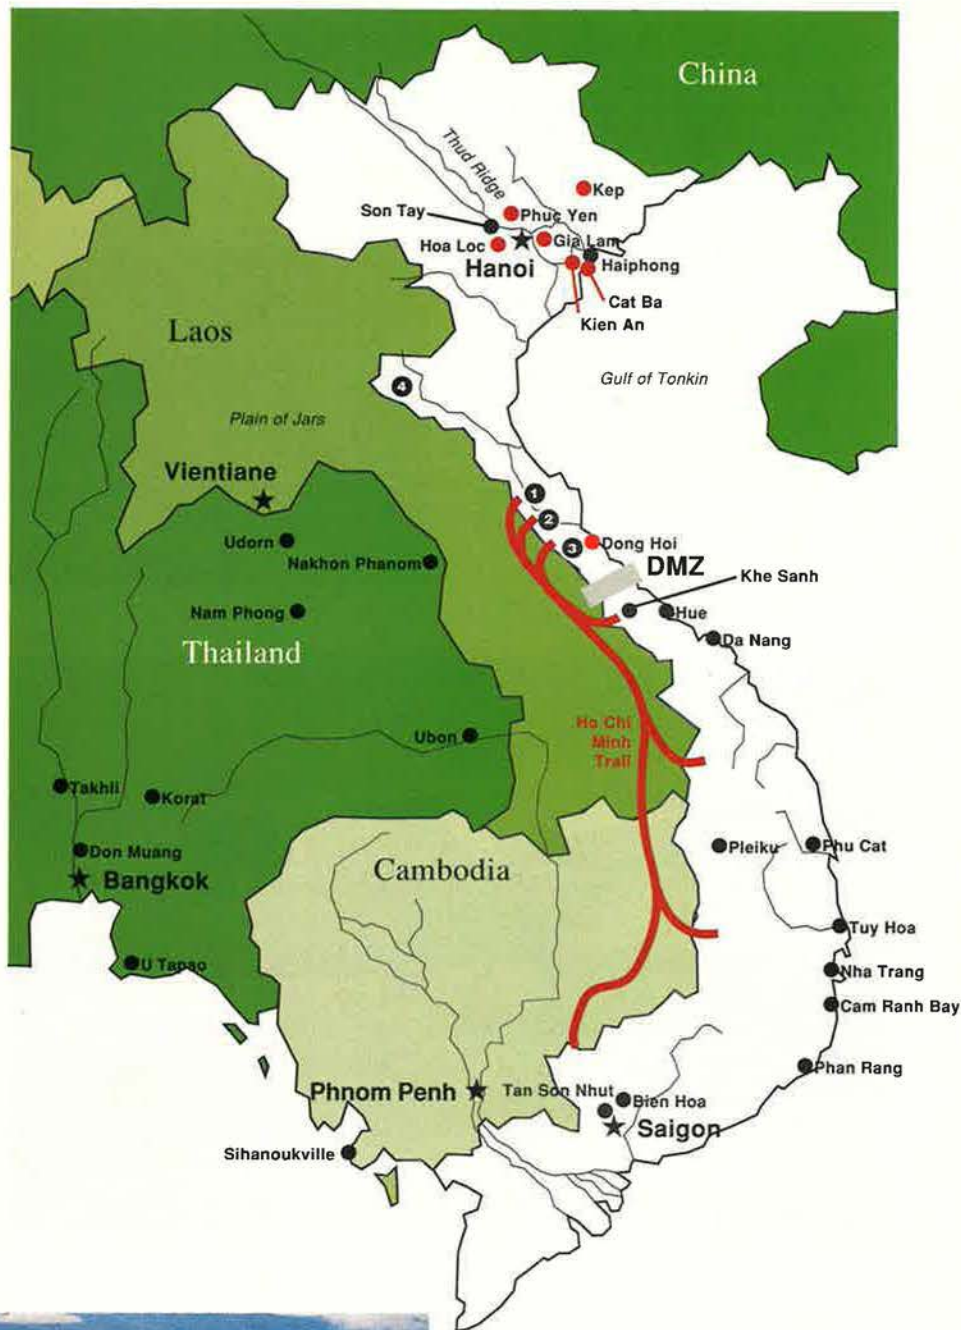 China
Thud Ridge
Kep
Son Tay
Phuc Yen
Hoa Loc
Gia Lam
Hanoi
Haiphong
Cat Ba
Kien An
Laos
Gulf of Tonkin
4
Plain of Jars
Vientiane
1
2
3
Udorn
Dong Hoi
Nakhon Phanom
DMZ
Khe Sanh
Nam Phong
Hue
Da Nang
Thailand
Ho Chi
Minh
Trail
Ubon
Takhli
Korat
Don Muang
Pleiku
Phu Cat
Cambodia
Bangkok
Tuy Hoa
U Tapao
Nha Trang
Cam Ranh Bay
Phan Rang
Phnom Penh
Tan Son Nhut
Bien Hoa
Saigon
Sihanoukville